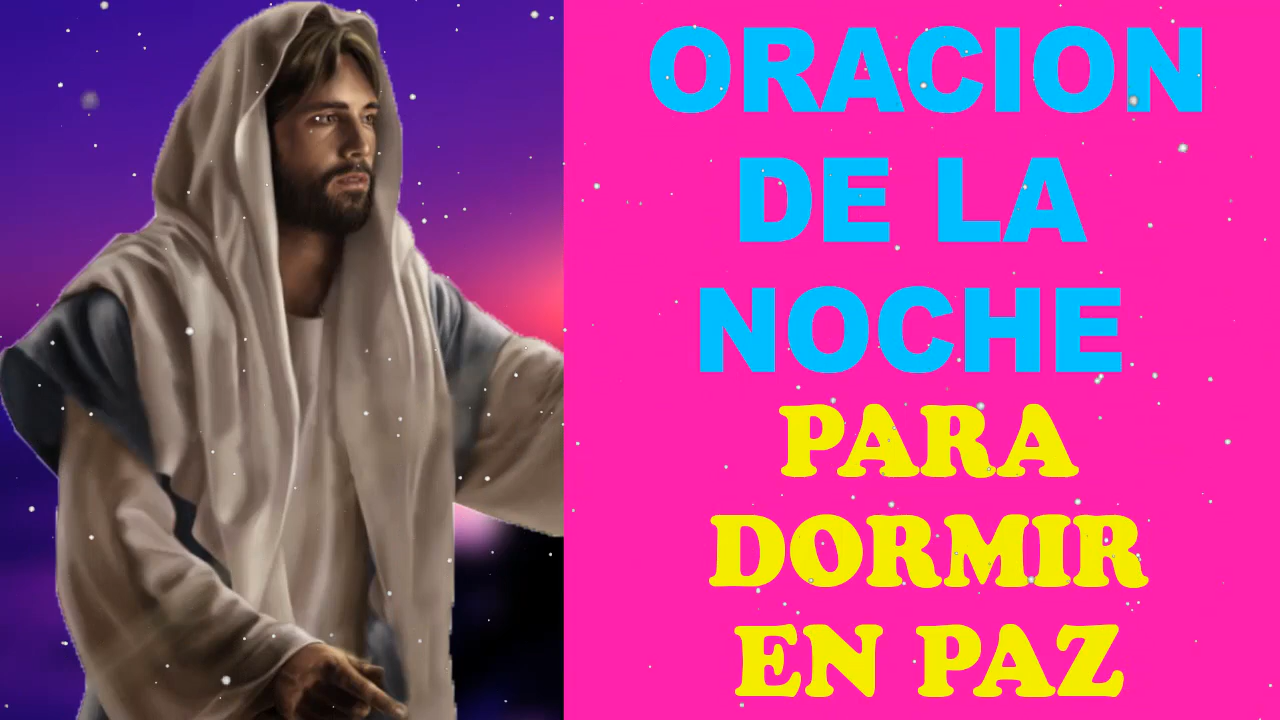 ORACION
DE LA
NOCHE
PARA
DORMIR
EN PAZ